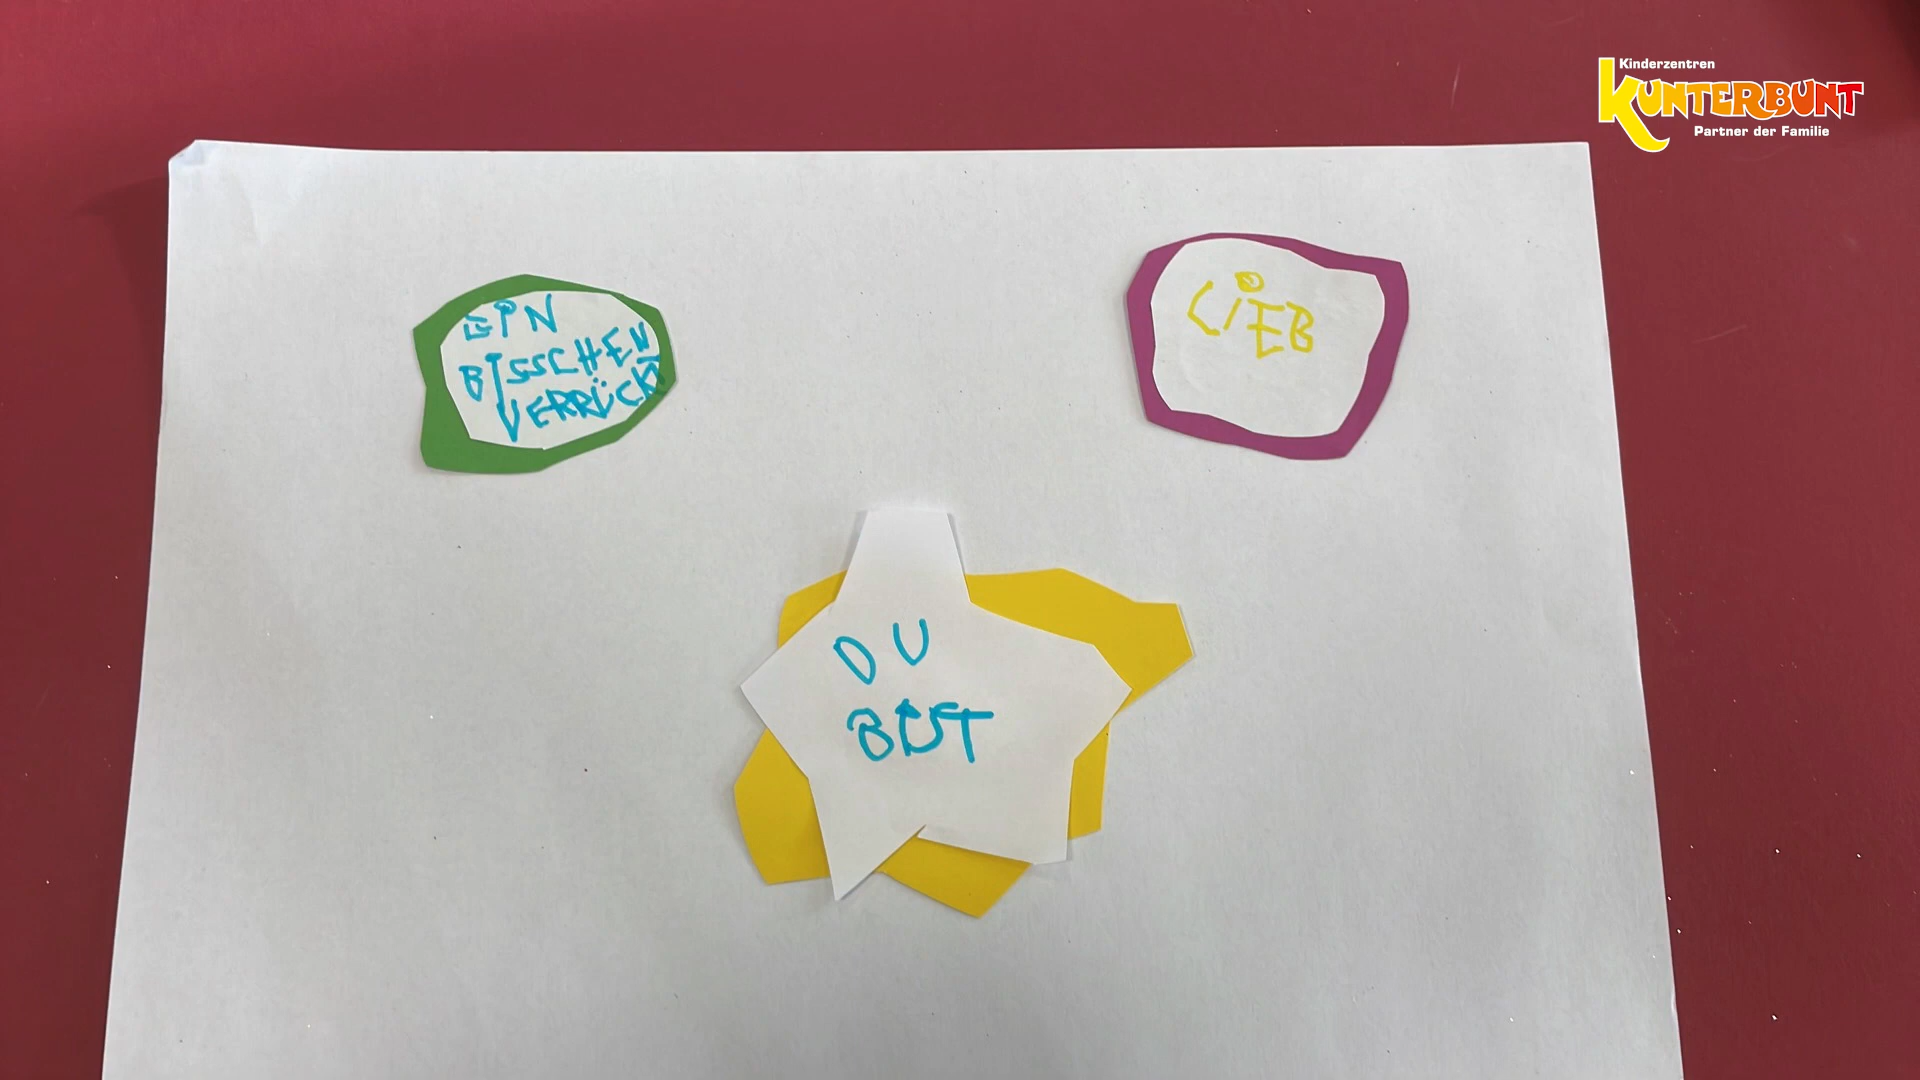 Kinderzentren
KUNTERBUNT
Partner der Familie
EIN
BISSCHEN
VERRÜCKT
LIEB
DU
BIST